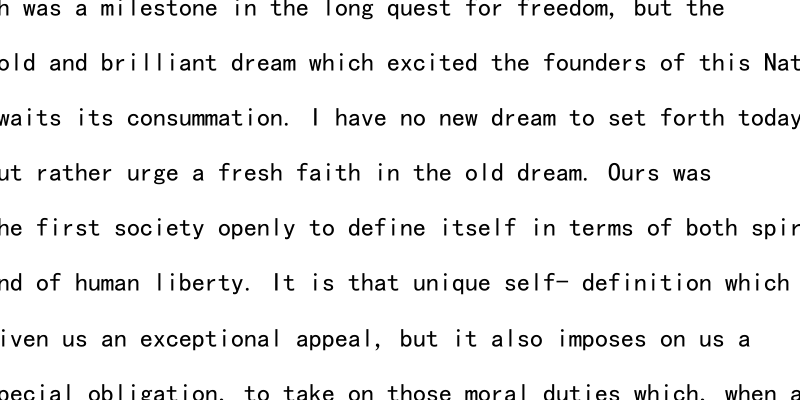 h was a milestone in the long quest for freedom, but the
old and brilliant dream which excited the founders of this Nat
waits its consummation. I have no new dream to set forth today
ut rather urge a fresh faith in the old dream. Ours was
he first society openly to define itself in terms of both spir
nd of human liberty. It is that unique self- definition which
iven us an exceptional appeal, but it also imposes on us a
pecial obligation, to take on those moral duties which, when a